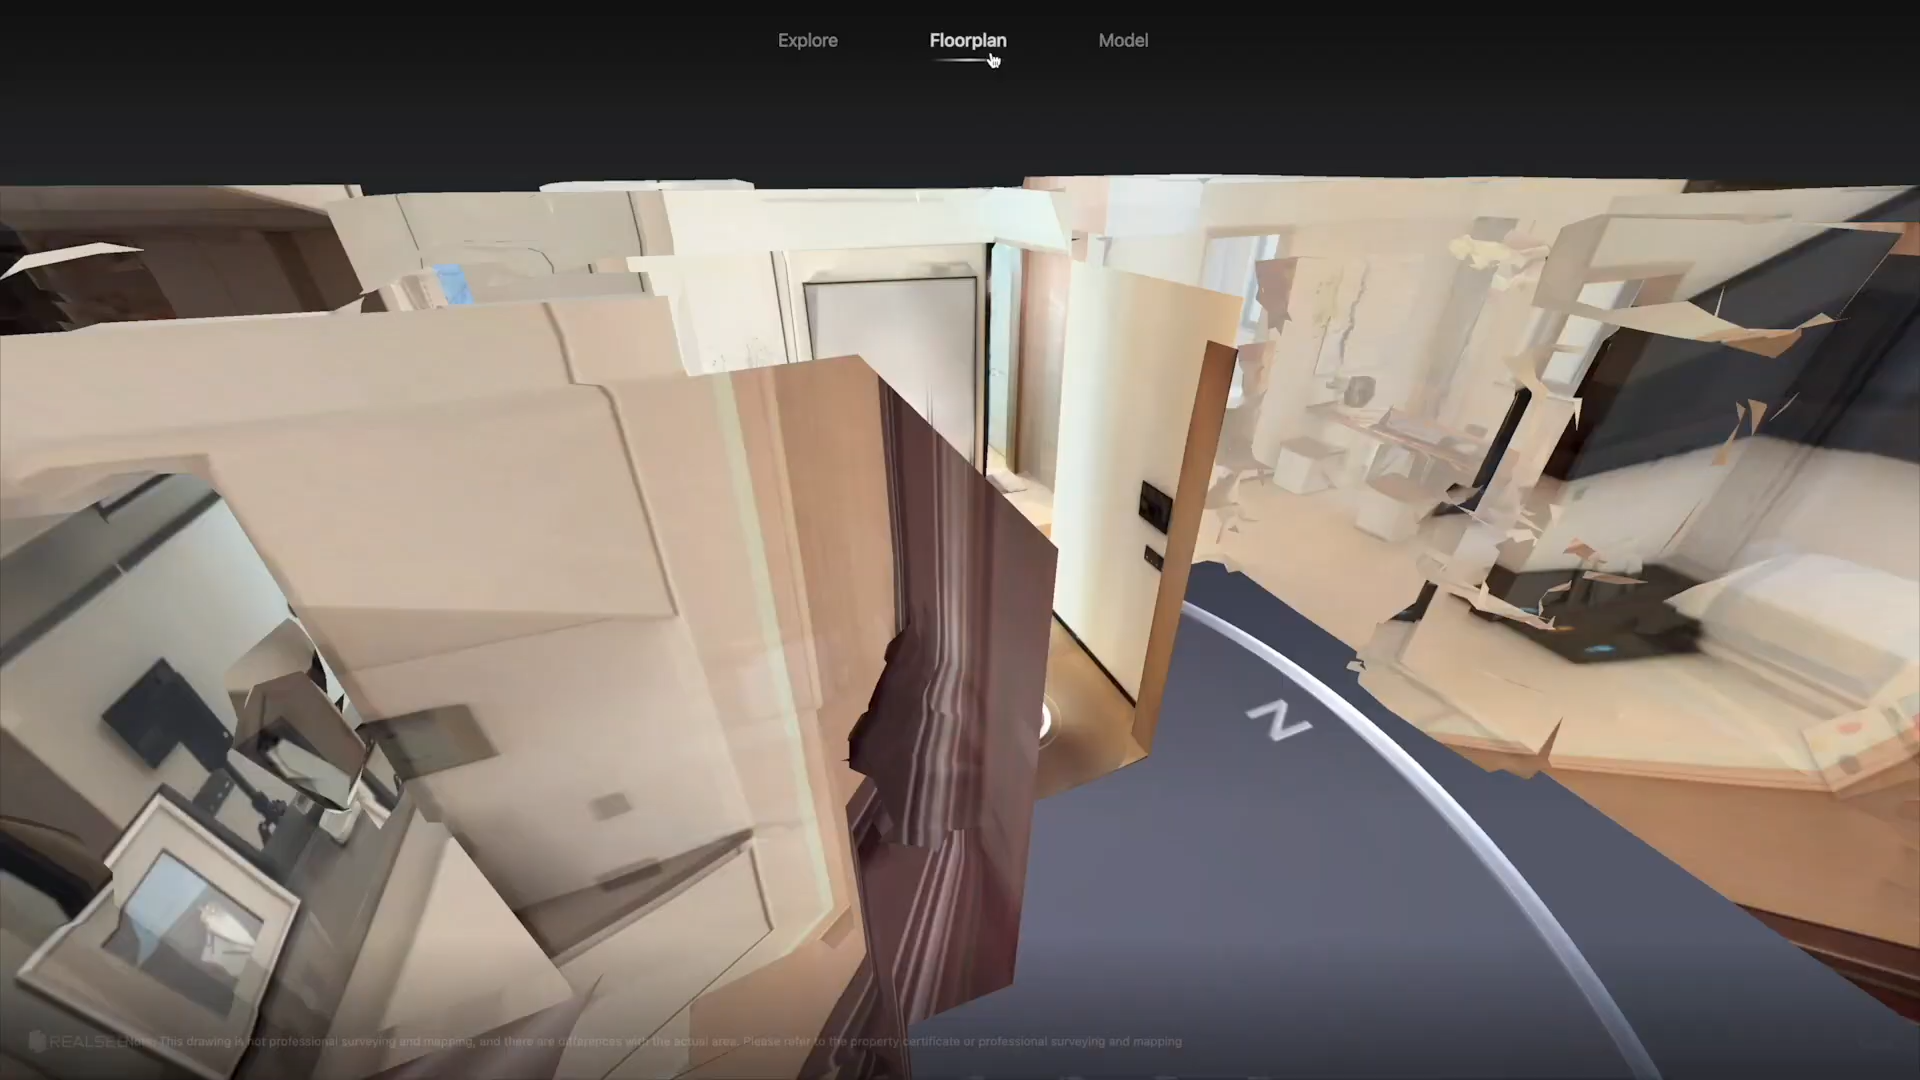 Explore Floorplan Model
N
REALSEE Note: This drawing is not professional surveying and mapping, and there are differences with the actual area. Please refer to the property certificate or professional surveying and mapping